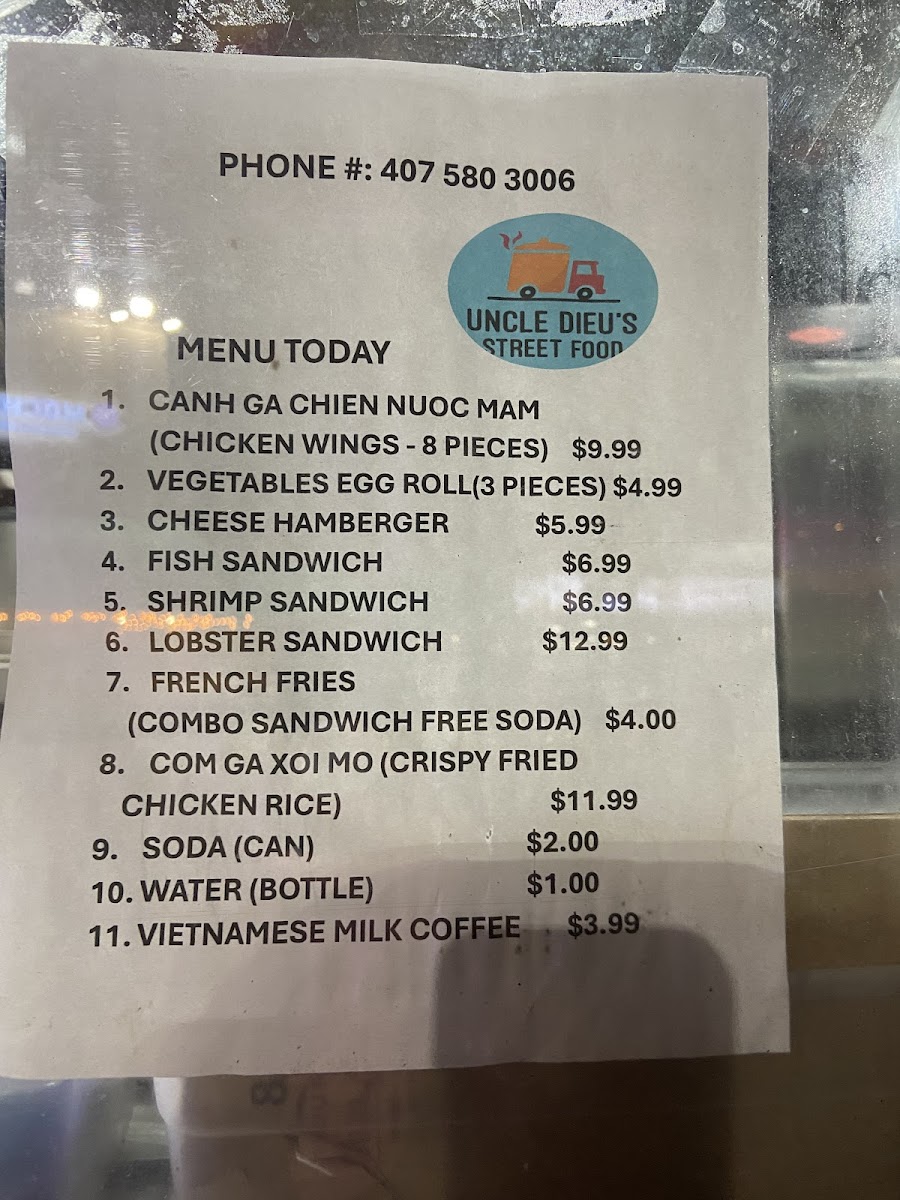 PHONE #: 407 580 3006
UNCLE DIEU'S
STREET FOOD
MENU TODAY
1. CANH GA CHIEN NUOC MAM
(CHICKEN WINGS - 8 PIECES) $9.99
2. VEGETABLES EGG ROLL(3 PIECES) $4.99
3. CHEESE HAMBERGER $5.99
4. FISH SANDWICH $6.99
5. SHRIMP SANDWICH $6.99
6. LOBSTER SANDWICH $12.99
7. FRENCH FRIES
(COMBO SANDWICH FREE SODA) $4.00
8. COM GA XOI MO (CRISPY FRIED
CHICKEN RICE) $11.99
9. SODA (CAN) $2.00
10. WATER (BOTTLE) $1.00
11. VIETNAMESE MILK COFFEE $3.99